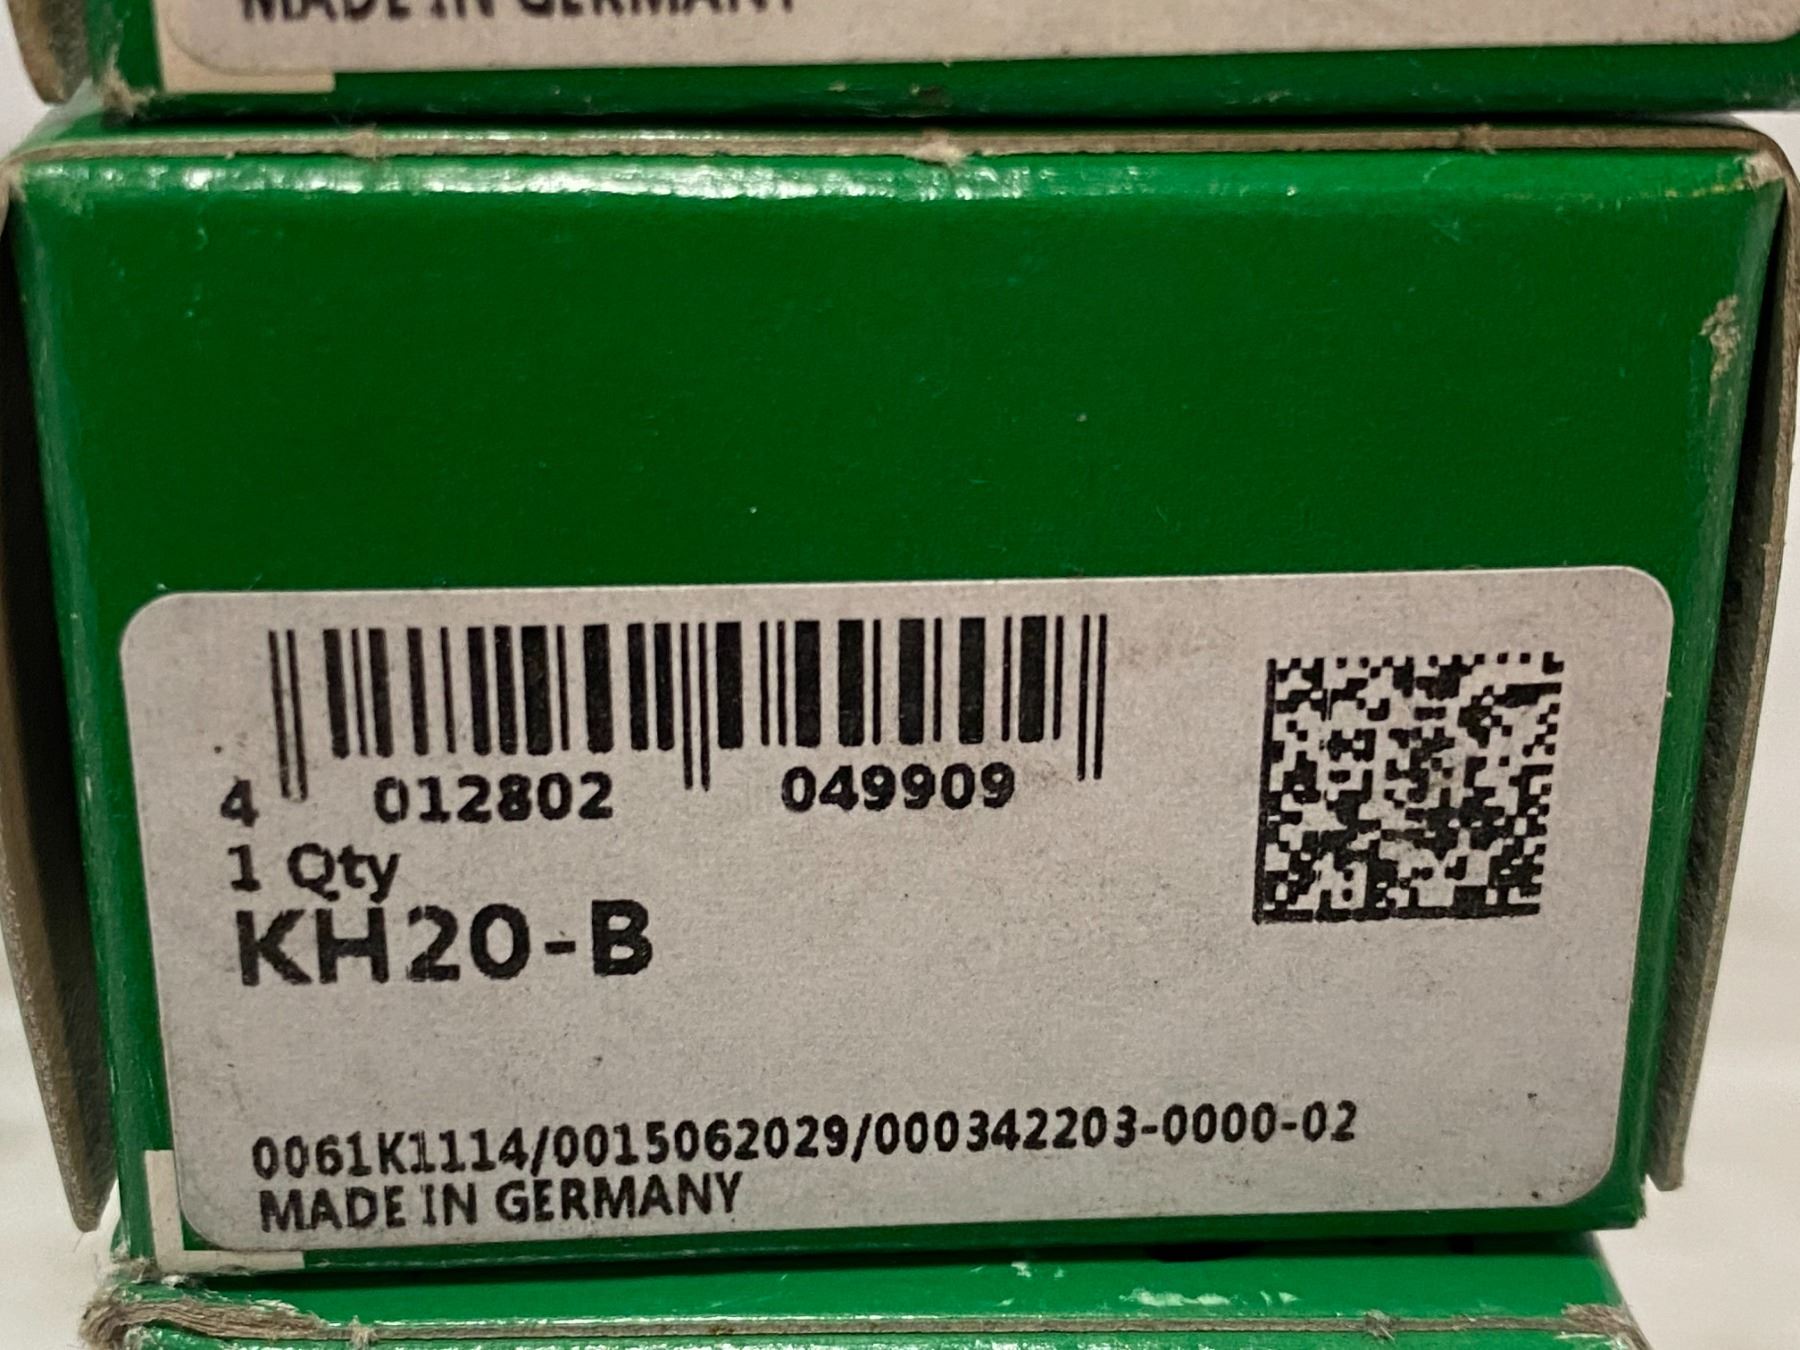 MADE IN GERMANY
4 012802 049909
1 Qty
KH20-B
0061K1114/0015062029/000342203-0000-02
MADE IN GERMANY